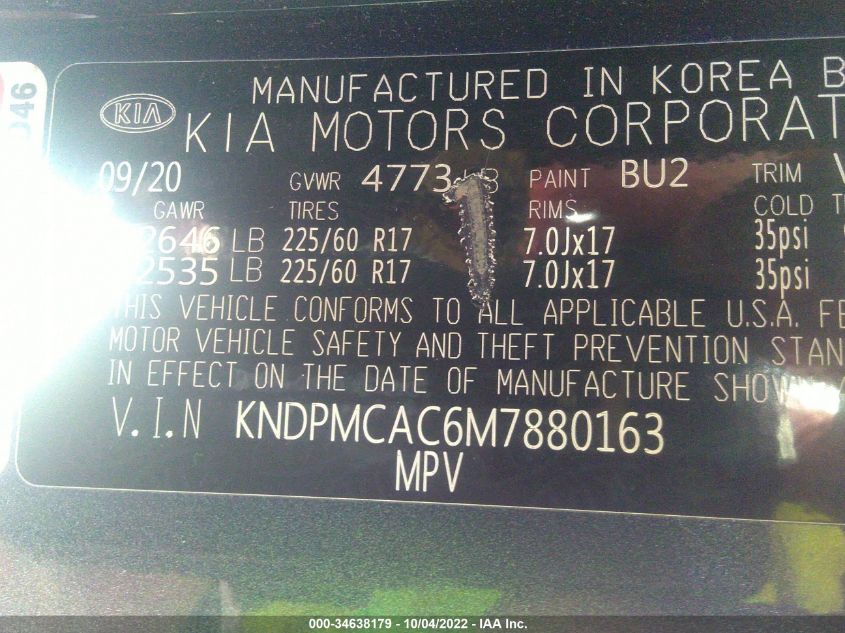 MANUFACTURED IN KOREA B
KIA KIA MOTORS CORPORAT
09/20 GVWR 4773 LB PAINT BU2 TRIM V
GAWR TIRES RIMS COLD TI
2646 LB 225/60 R17 7.0Jx17 35psi
2535 LB 225/60 R17 7.0Jx17 35psi
THIS VEHICLE CONFORMS TO ALL APPLICABLE U.S.A. FE
MOTOR VEHICLE SAFETY AND THEFT PREVENTION STAN
IN EFFECT ON THE DATE OF MANUFACTURE SHOWN A
V.I.N KNDPMCAC6M7880163
MPV
000-34638179 - 10/04/2022 - IAA Inc.